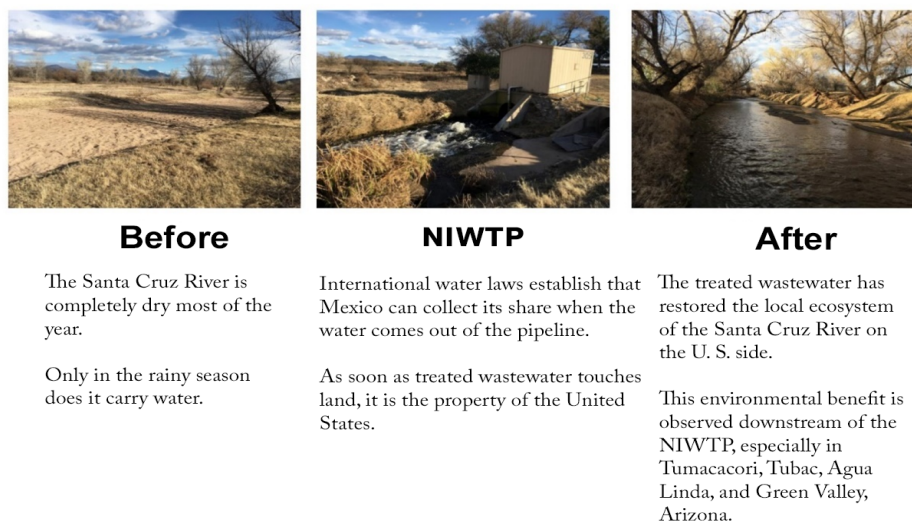 Before
The Santa Cruz River is
completely dry most of the
year.
Only in the rainy season
does it carry water.
NIWTP
International water laws establish that
Mexico can collect its share when the
water comes out of the pipeline.
As soon as treated wastewater touches
land, it is the property of the United
States.
After
The treated wastewater has
restored the local ecosystem
of the Santa Cruz River on
the U. S. side.
This environmental benefit is
observed downstream of the
NIWTP, especially in
Tumacacori, Tubac, Agua
Linda, and Green Valley,
Arizona.